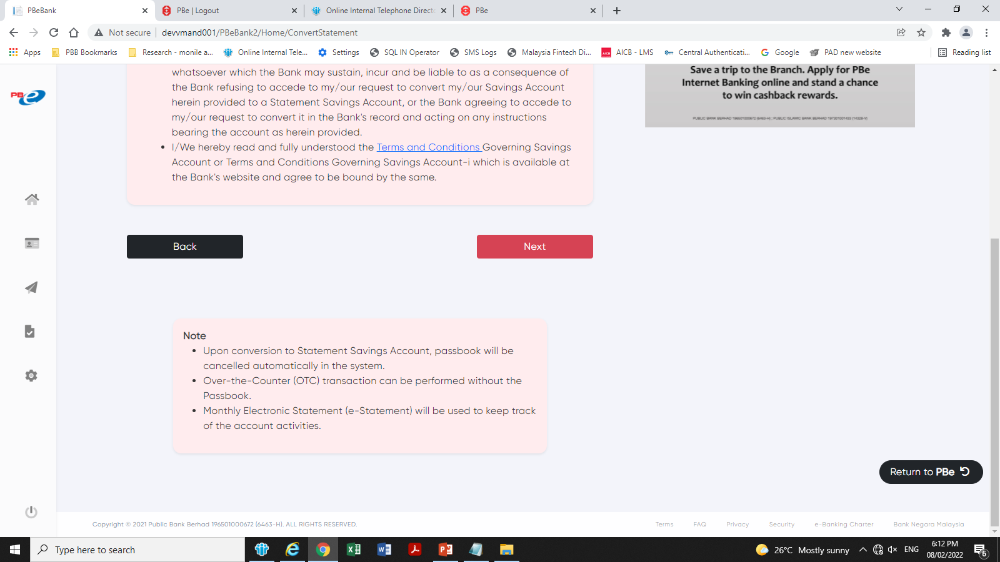 PBeBank
PBe | Logout
Online Internal Telephone Directo
PBe
Not secure
devvmand001/PBeBank2/Home/ConvertStatement
Apps
PBB Bookmarks
Research - monile a...
Online Internal Tele...
Settings
SQL IN Operator
SMS Logs
Malaysia Fintech Di...
AICB - LMS
Central Authenticati...
Google
PAD new website
Reading list
PBe
whatsoever which the Bank may sustain, incur and be liable to as a consequence of
the Bank refusing to accede to my/our request to convert my/our Savings Account
herein provided to a Statement Savings Account, or the Bank agreeing to accede to
my/our request to convert it in the Bank's record and acting on any instructions
bearing the account as herein provided.
• I/We hereby read and fully understood the Terms and Conditions Governing Savings
Account or Terms and Conditions Governing Savings Account-i which is available at
the Bank's website and agree to be bound by the same.
Save a trip to the Branch. Apply for PBe
Internet Banking online and stand a chance
to win cashback rewards.
PUBLIC BANK BERHAD 196501000672 (6463-H) ; PUBLIC ISLAMIC BANK BERHAD 197301001433 (14328-V)
Back
Next
Note
• Upon conversion to Statement Savings Account, passbook will be
cancelled automatically in the system.
• Over-the-Counter (OTC) transaction can be performed without the
Passbook.
• Monthly Electronic Statement (e-Statement) will be used to keep track
of the account activities.
Return to PBe
Copyright © 2021 Public Bank Berhad 196501000672 (6463-H). ALL RIGHTS RESERVED.
Terms
FAQ
Privacy
Security
e-Banking Charter
Bank Negara Malaysia
Type here to search
26°C Mostly sunny
ENG
6:12 PM
08/02/2022
6